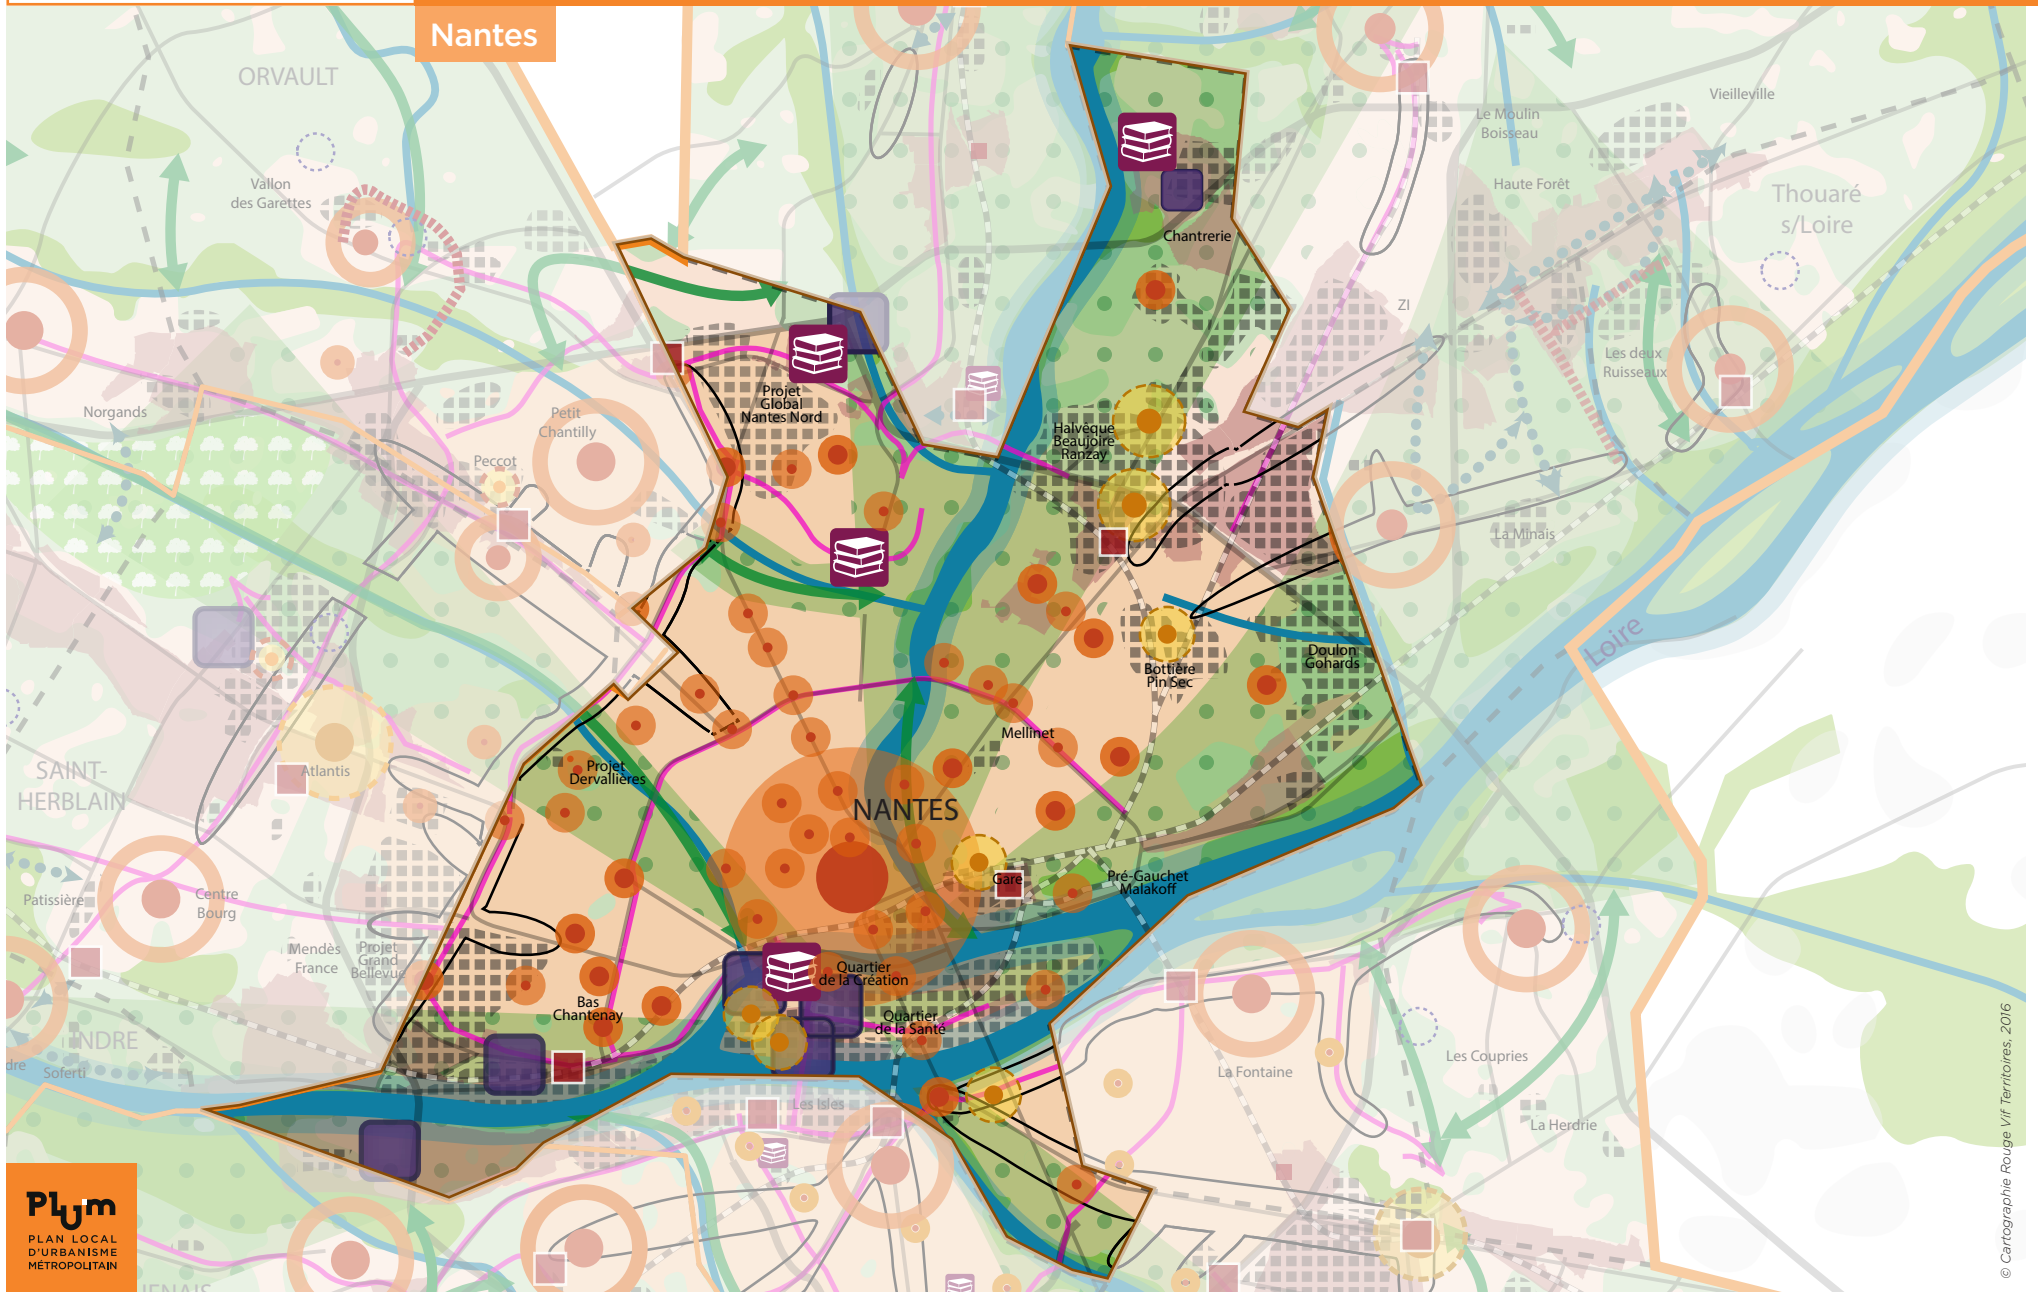 Nantes
ORVAULT
Vallon
des Garettes
Le Moulin
Boisseau
Vieilleville
Haute Forêt
Thouaré
s/Loire
Chantrerie
ZI
Les deux
Ruisseaux
Norgands
Petit
Chantilly
Peccot
Projet
Global
Nantes Nord
Halvêque
Beaujoire
Ranzay
La Minais
Loire
Doulon
Gohards
Bottière
Pin Sec
Mellinet
Projet
Dervallières
SAINT-
HERBLAIN
Atlantis
NANTES
Gare
Pré-Gauchet
Malakoff
Patissière
Centre
Bourg
Mendès
France
Projet
Grand
Bellevue
Quartier
de la Création
Bas
Chantenay
Quartier
de la Santé
NDRE
dre
Soferti
Les Isles
La Fontaine
Les Coupries
La Herdrie
Plum
PLAN LOCAL
D'URBANISME
MÉTROPOLITAIN
© Cartographie Rouge Vif Territoires, 2016